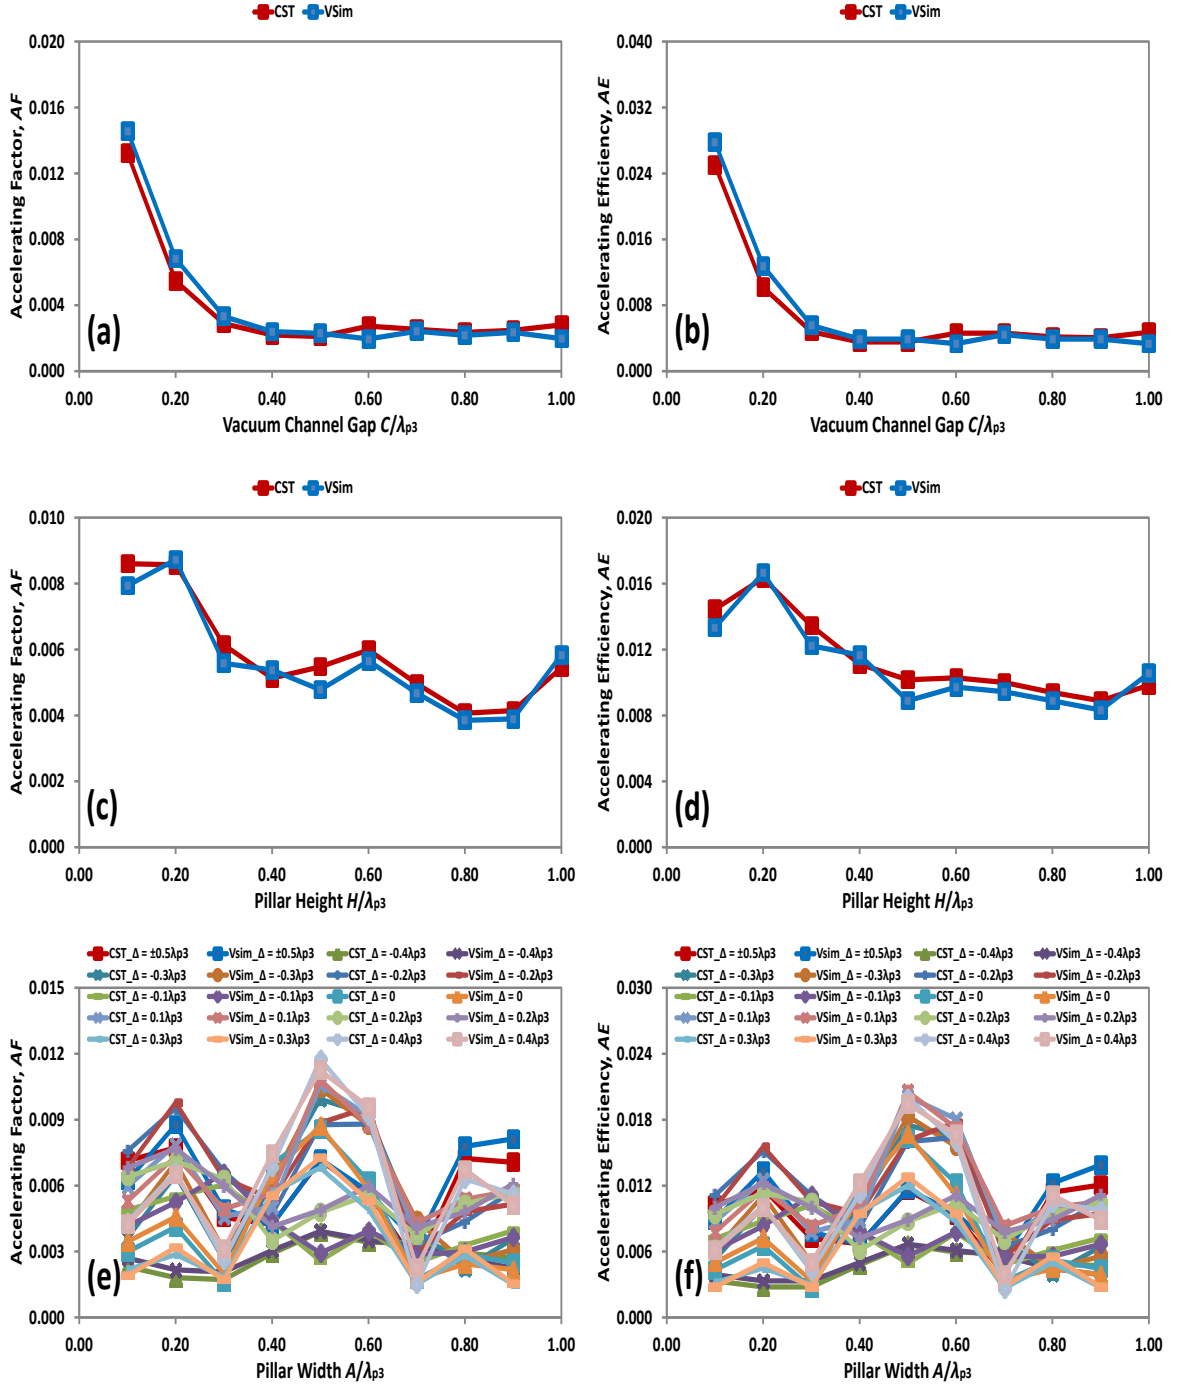 CST VSim
Accelerating Factor, AF
0.020
0.016
0.012
0.008
0.004
0.000
(a)
0.00 0.20 0.40 0.60 0.80 1.00
Vacuum Channel Gap C/λp3
CST VSim
Accelerating Efficiency, AE
0.040
0.032
0.024
0.016
0.008
0.000
(b)
0.00 0.20 0.40 0.60 0.80 1.00
Vacuum Channel Gap C/λp3
CST VSim
Accelerating Factor, AF
0.010
0.008
0.006
0.004
0.002
0.000
(c)
0.00 0.20 0.40 0.60 0.80 1.00
Pillar Height H/λp3
CST VSim
Accelerating Efficiency, AE
0.020
0.016
0.012
0.008
0.004
0.000
(d)
0.00 0.20 0.40 0.60 0.80 1.00
Pillar Height H/λp3
CST_Δ = ±0.5λp3 Vsim_Δ = ±0.5λp3 CST_Δ = -0.4λp3 VSim_Δ = -0.4λp3
CST_Δ = -0.3λp3 VSim_Δ = -0.3λp3 CST_Δ = -0.2λp3 VSim_Δ = -0.2λp3
CST_Δ = -0.1λp3 VSim_Δ = -0.1λp3 CST_Δ = 0 VSim_Δ = 0
CST_Δ = 0.1λp3 VSim_Δ = 0.1λp3 CST_Δ = 0.2λp3 VSim_Δ = 0.2λp3
CST_Δ = 0.3λp3 VSim_Δ = 0.3λp3 CST_Δ = 0.4λp3 VSim_Δ = 0.4λp3
Accelerating Factor, AF
0.015
0.012
0.009
0.006
0.003
0.000
(e)
0.00 0.20 0.40 0.60 0.80 1.00
Pillar Width A/λp3
CST_Δ = ±0.5λp3 Vsim_Δ = ±0.5λp3 CST_Δ = -0.4λp3 VSim_Δ = -0.4λp3
CST_Δ = -0.3λp3 VSim_Δ = -0.3λp3 CST_Δ = -0.2λp3 VSim_Δ = -0.2λp3
CST_Δ = -0.1λp3 VSim_Δ = -0.1λp3 CST_Δ = 0 VSim_Δ = 0
CST_Δ = 0.1λp3 VSim_Δ = 0.1λp3 CST_Δ = 0.2λp3 VSim_Δ = 0.2λp3
CST_Δ = 0.3λp3 VSim_Δ = 0.3λp3 CST_Δ = 0.4λp3 VSim_Δ = 0.4λp3
Accelerating Efficiency, AE
0.030
0.024
0.018
0.012
0.006
0.000
(f)
0.00 0.20 0.40 0.60 0.80 1.00
Pillar Width A/λp3